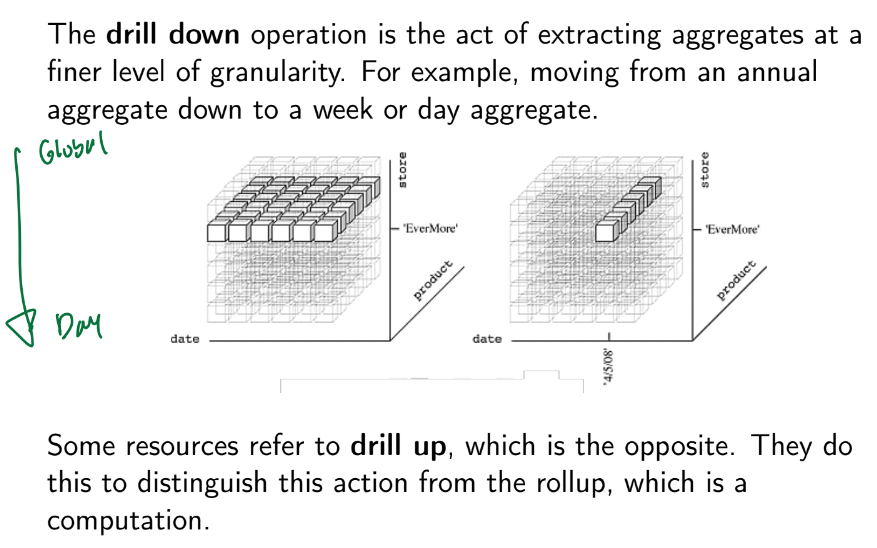 The drill down operation is the act of extracting aggregates at a
finer level of granularity. For example, moving from an annual
aggregate down to a week or day aggregate.
Global
Day
store
'EverMore'
product
date
store
'EverMore'
product
date
'4/5/08'
Some resources refer to drill up, which is the opposite. They do
this to distinguish this action from the rollup, which is a
computation.